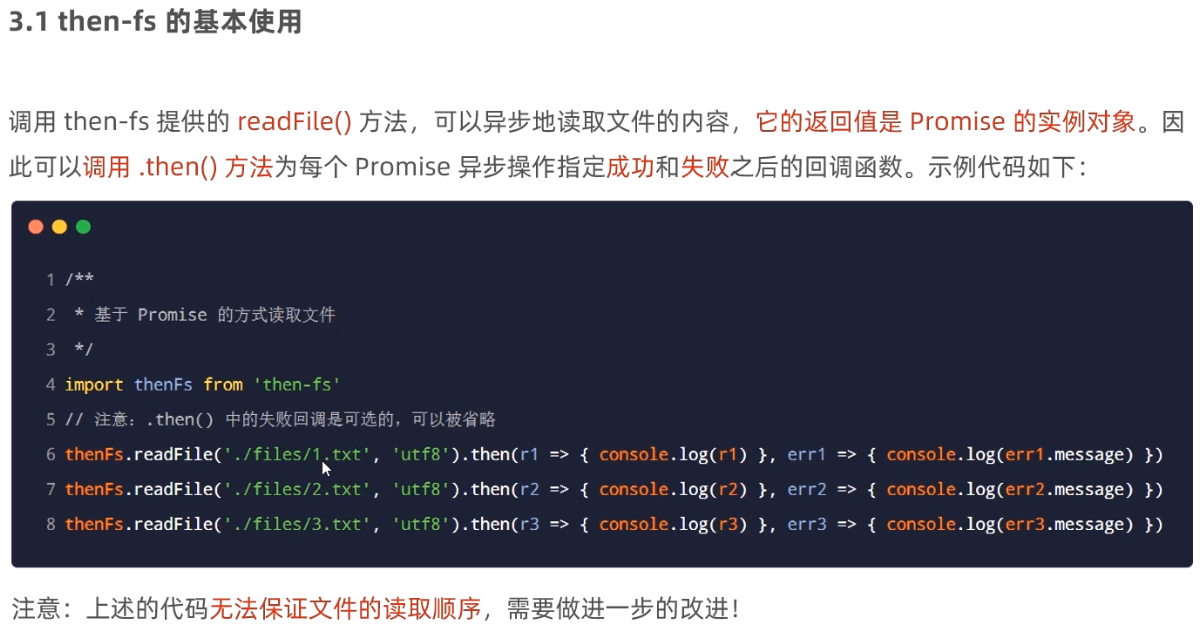 3.1 then-fs 的基本使用
调用 then-fs 提供的 readFile() 方法，可以异步地读取文件的内容，它的返回值是 Promise 的实例对象。因
此可以调用 .then() 方法为每个 Promise 异步操作指定成功和失败之后的回调函数。示例代码如下：
1 /**
2  * 基于 Promise 的方式读取文件
3  */
4 import thenFs from 'then-fs'
5 // 注意：.then() 中的失败回调是可选的，可以被省略
6 thenFs.readFile('./files/1.txt', 'utf8').then(r1 => { console.log(r1) }, err1 => { console.log(err1.message) })
7 thenFs.readFile('./files/2.txt', 'utf8').then(r2 => { console.log(r2) }, err2 => { console.log(err2.message) })
8 thenFs.readFile('./files/3.txt', 'utf8').then(r3 => { console.log(r3) }, err3 => { console.log(err3.message) })
注意：上述的代码无法保证文件的读取顺序，需要做进一步的改进！